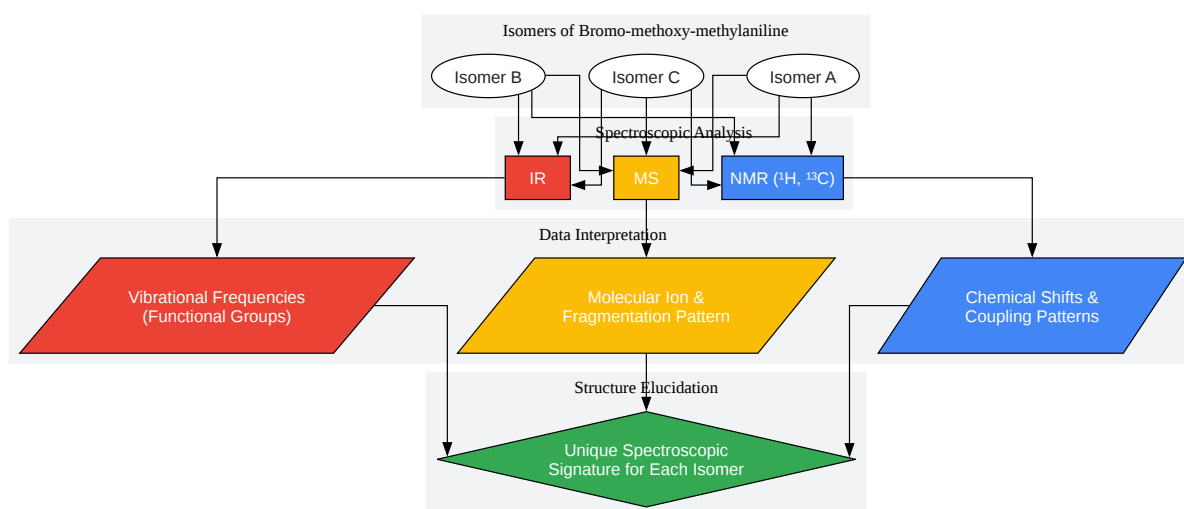 Isomers of Bromo-methoxy-methylaniline
Isomer B
Isomer C
Isomer A
Spectroscopic Analysis
IR
MS
NMR (¹H, ¹³C)
Data Interpretation
Vibrational Frequencies
(Functional Groups)
Molecular Ion &
Fragmentation Pattern
Chemical Shifts &
Coupling Patterns
Structure Elucidation
Unique Spectroscopic
Signature for Each Isomer